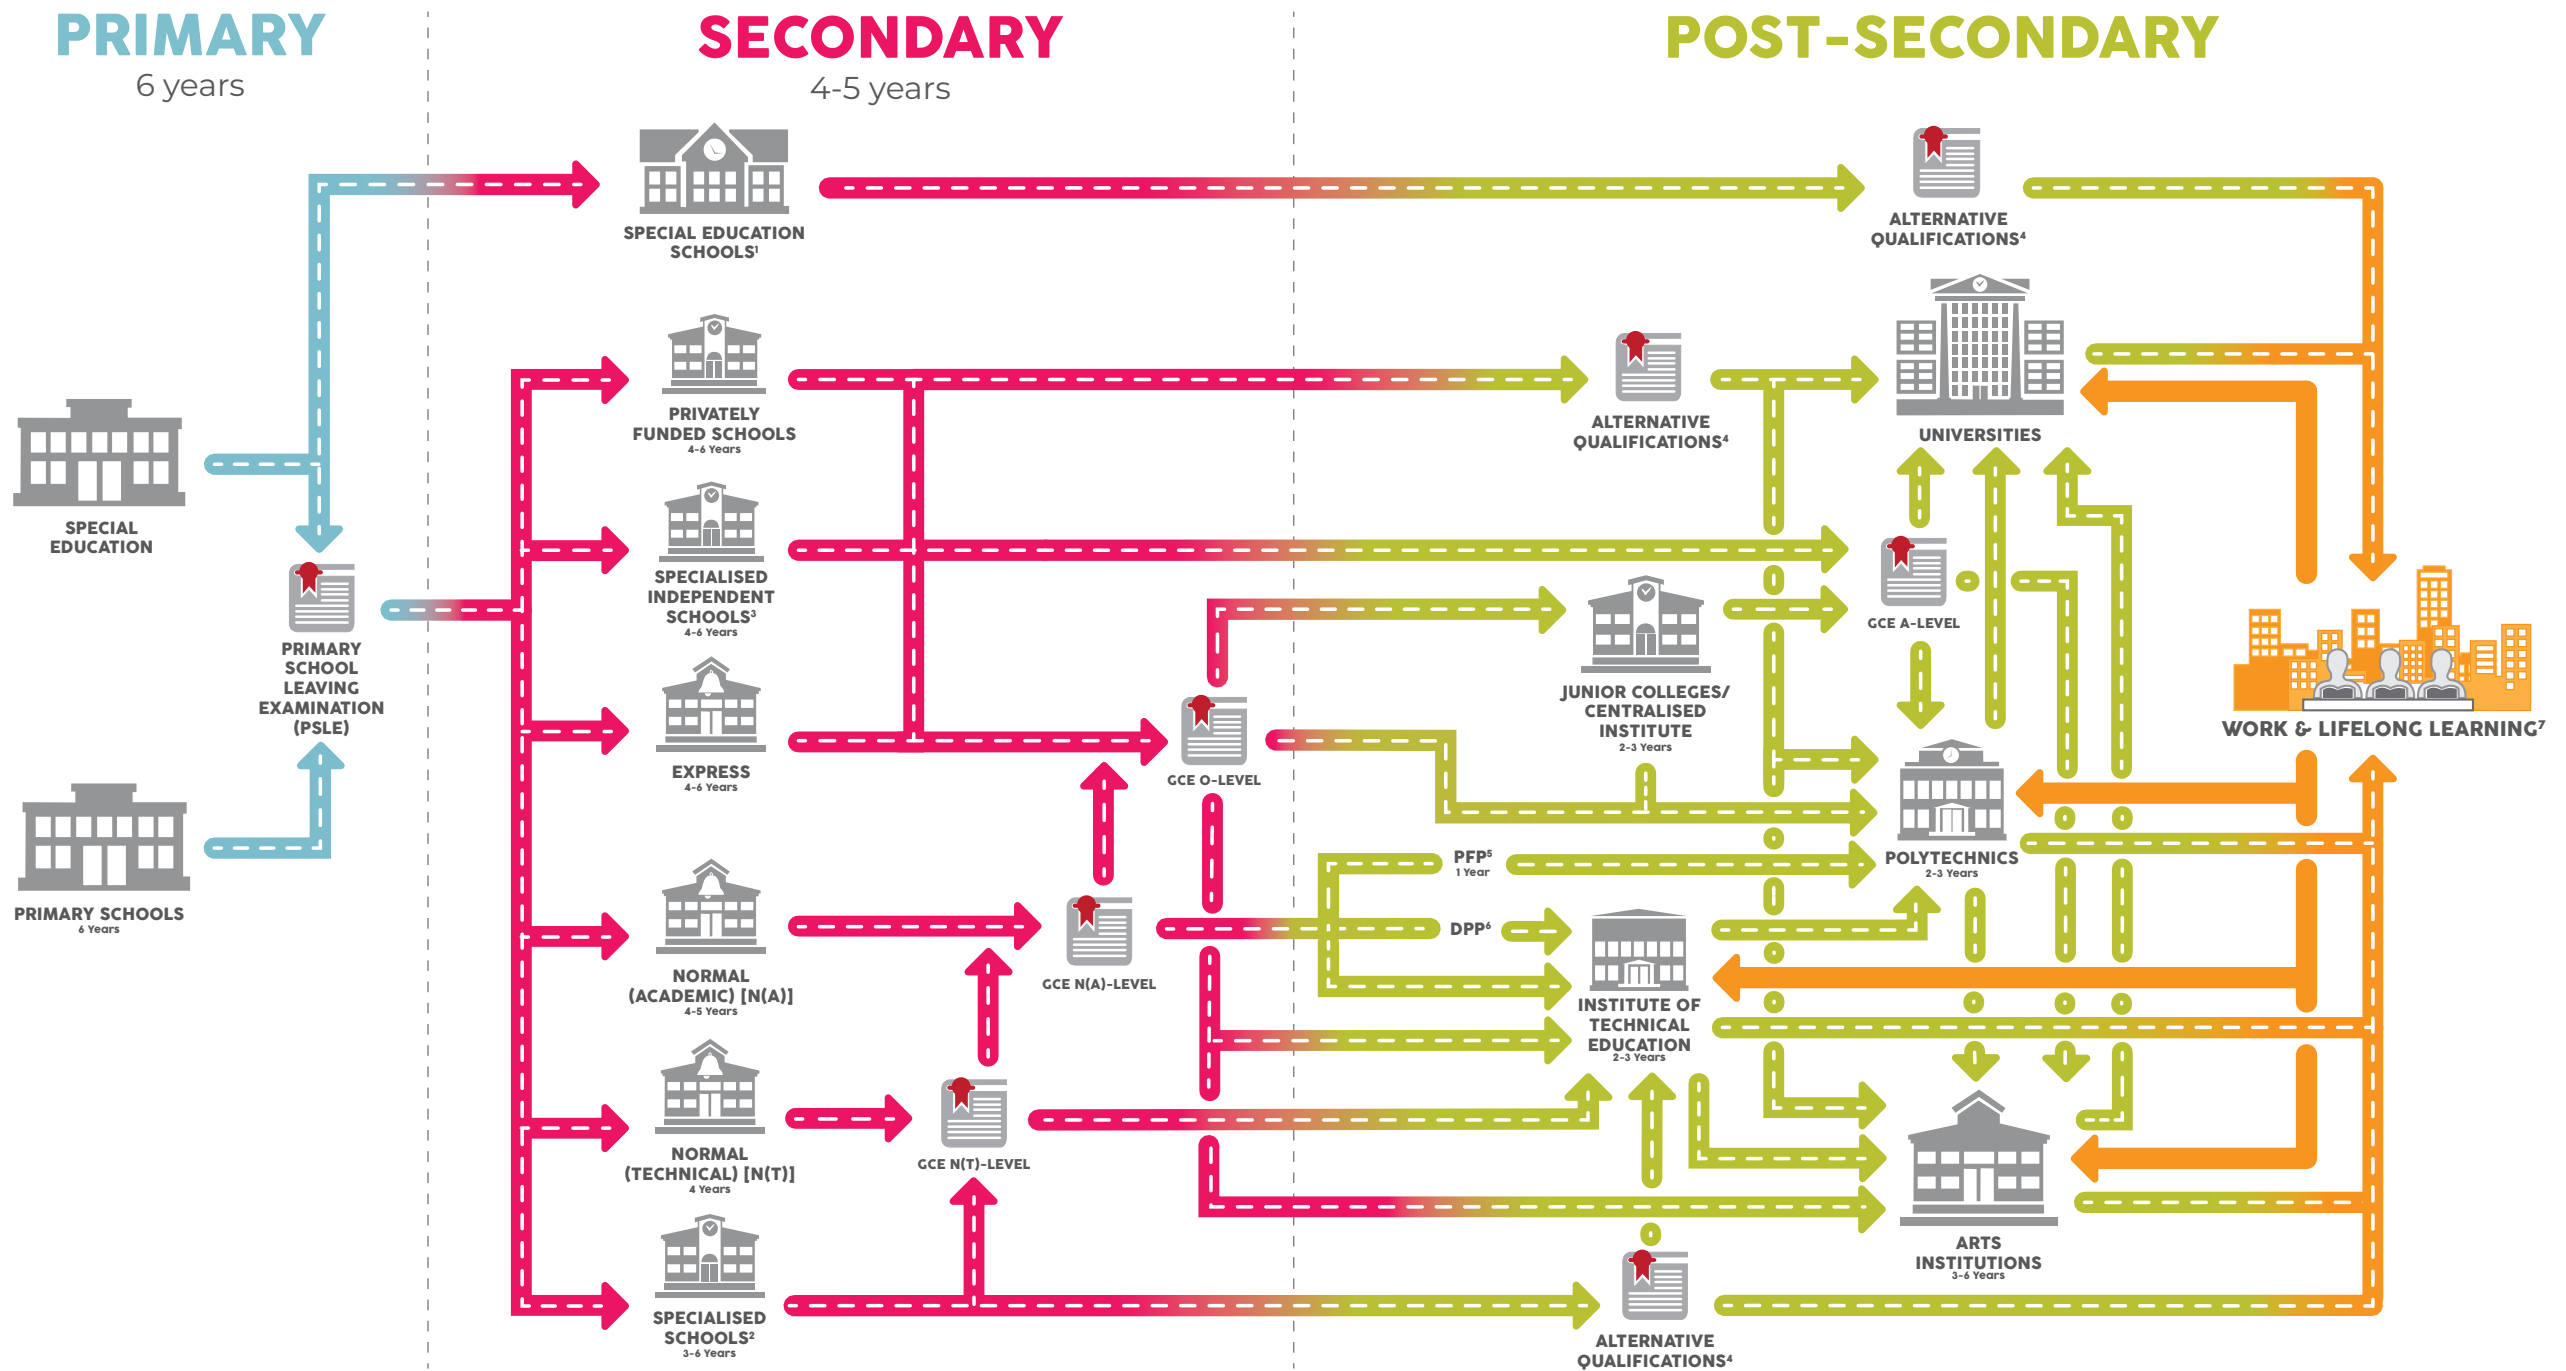 PRIMARY
6 years
SECONDARY
4-5 years
POST-SECONDARY
SPECIAL
EDUCATION
PRIMARY
SCHOOL
LEAVING
EXAMINATION
(PSLE)
PRIMARY SCHOOLS
6 Years
SPECIAL EDUCATION
SCHOOLS¹
PRIVATELY
FUNDED SCHOOLS
4-6 Years
SPECIALISED
INDEPENDENT
SCHOOLS³
4-6 Years
EXPRESS
4-6 Years
NORMAL
(ACADEMIC) [N(A)]
4-5 Years
NORMAL
(TECHNICAL) [N(T)]
4 Years
SPECIALISED
SCHOOLS²
3-6 Years
GCE O-LEVEL
GCE N(A)-LEVEL
GCE N(T)-LEVEL
ALTERNATIVE
QUALIFICATIONS⁴
ALTERNATIVE
QUALIFICATIONS⁴
UNIVERSITIES
GCE A-LEVEL
JUNIOR COLLEGES/
CENTRALISED
INSTITUTE
2-3 Years
PFP⁵
1 Year
DPP⁶
POLYTECHNICS
2-3 Years
INSTITUTE OF
TECHNICAL
EDUCATION
2-3 Years
ARTS
INSTITUTIONS
3-6 Years
ALTERNATIVE
QUALIFICATIONS⁴
WORK & LIFELONG LEARNING⁷